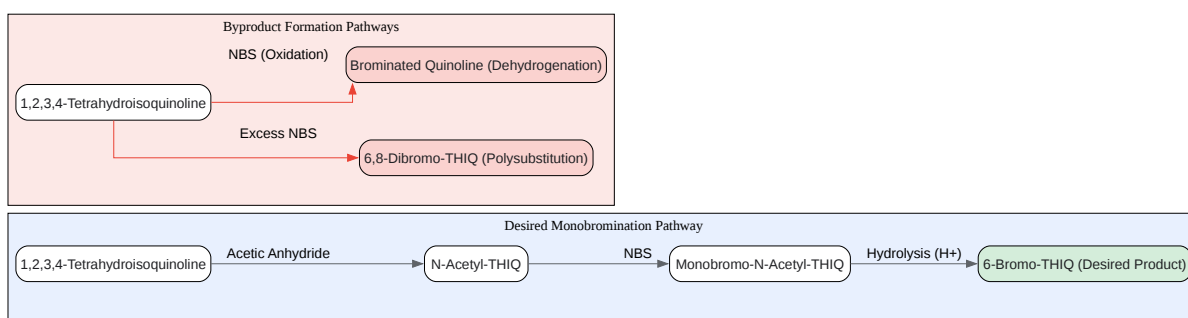 Byproduct Formation Pathways
NBS (Oxidation)
Brominated Quinoline (Dehydrogenation)
1,2,3,4-Tetrahydroisoquinoline
Excess NBS
6,8-Dibromo-THIQ (Polysubstitution)
Desired Monobromination Pathway
1,2,3,4-Tetrahydroisoquinoline
Acetic Anhydride
N-Acetyl-THIQ
NBS
Monobromo-N-Acetyl-THIQ
Hydrolysis (H+)
6-Bromo-THIQ (Desired Product)